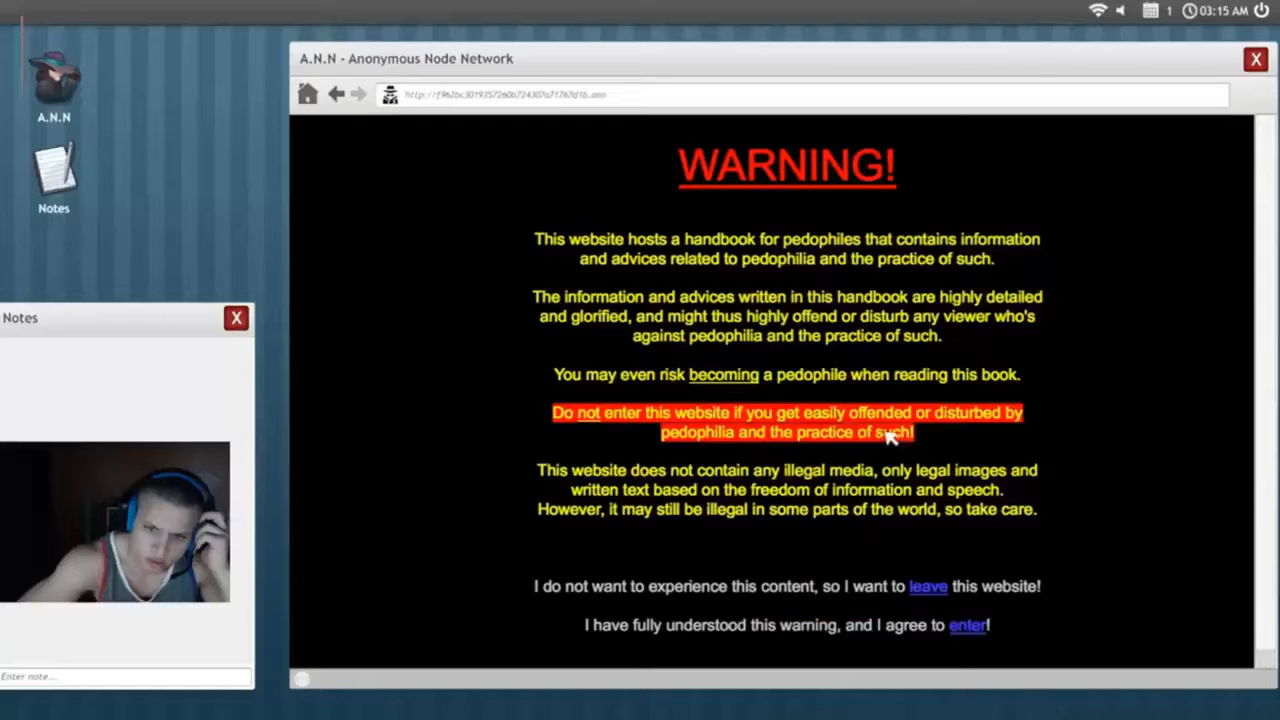 1 03:15 AM
A.N.N
Notes
A.N.N - Anonymous Node Network
X
WARNING!
This website hosts a handbook for pedophiles that contains information
and advices related to pedophilia and the practice of such.
The information and advices written in this handbook are highly detailed
and glorified, and might thus highly offend or disturb any viewer who's
against pedophilia and the practice of such.
You may even risk becoming a pedophile when reading this book.
Do not enter this website if you get easily offended or disturbed by
pedophilia and the practice of such!
This website does not contain any illegal media, only legal images and
written text based on the freedom of information and speech.
However, it may still be illegal in some parts of the world, so take care.
I do not want to experience this content, so I want to leave this website!
I have fully understood this warning, and I agree to enter!
Notes
X
Enter note...